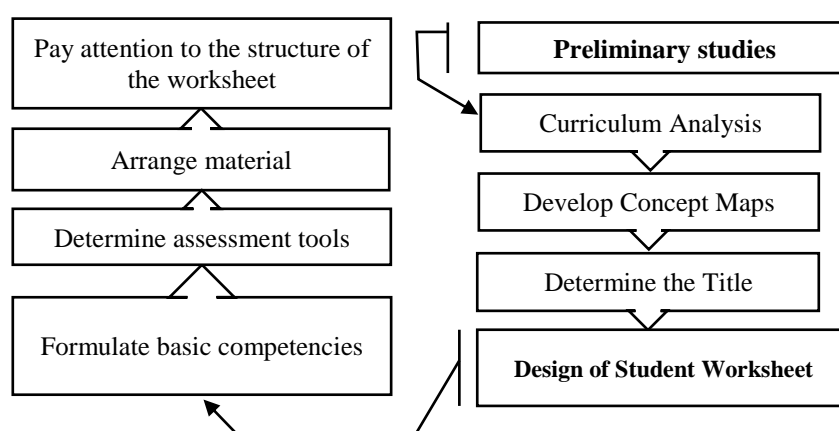 Pay attention to the structure of
the worksheet
Arrange material
Determine assessment tools
Formulate basic competencies
Preliminary studies
Curriculum Analysis
Develop Concept Maps
Determine the Title
Design of Student Worksheet